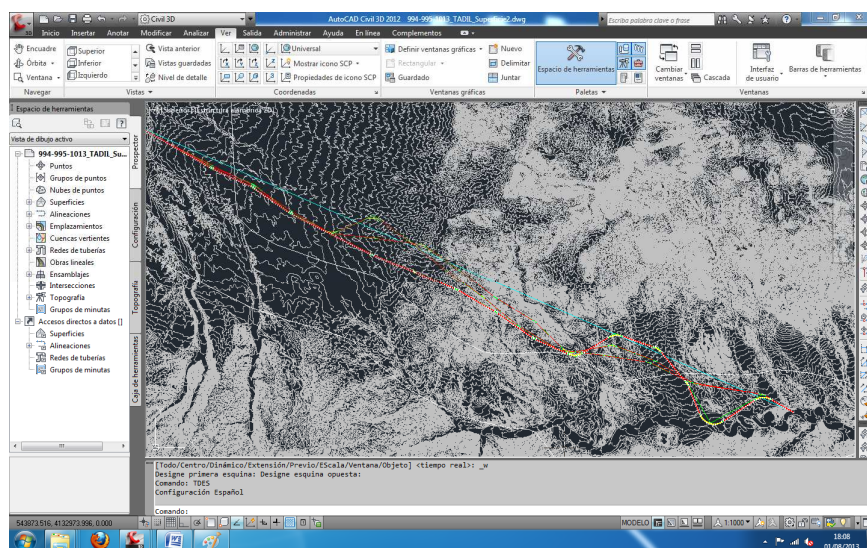 Civil 3D
AutoCAD Civil 3D 2012 994-995-1013_TADIL_Superficie2.dwg
Escriba palabra clave o frase
Inicio Insertar Anotar Modificar Analizar Ver Salida Administrar Ayuda En línea Complementos
Encuadre Superior Vista anterior Universal Definir ventanas gráficas Nuevo
Órbita Inferior Vistas guardadas Mostrar icono SCP Rectangular Delimitar Espacio de herramientas Cambiar ventanas Cascada Interfaz de usuario Barras de herramientas
Ventana Izquierdo Nivel de detalle Propiedades de icono SCP Guardado Juntar
Navegar Vistas Coordenadas Ventanas gráficas Paletas Ventanas
Espacio de herramientas
Vista de dibujo activo
994-995-1013_TADIL_Su...
Puntos
Grupos de puntos
Nubes de puntos
Superficies
Alineaciones
Emplazamientos
Cuencas vertientes
Redes de tuberías
Obras lineales
Ensamblajes
Intersecciones
Topografía
Grupos de minutas
Accesos directos a datos []
Superficies
Alineaciones
Redes de tuberías
Grupos de minutas
Prospector
Configuración
Topografía
Caja de herramientas
[Todo/Centro/Dinámico/Extensión/Previo/EScala/Ventana/Objeto] <tiempo real>: _w
Designe primera esquina: Designe esquina opuesta:
Comando: TDES
Configuración Español
Comando:
543873.516, 4132973.996, 0.000
MODELO
1:1000
18:08
01/08/2013